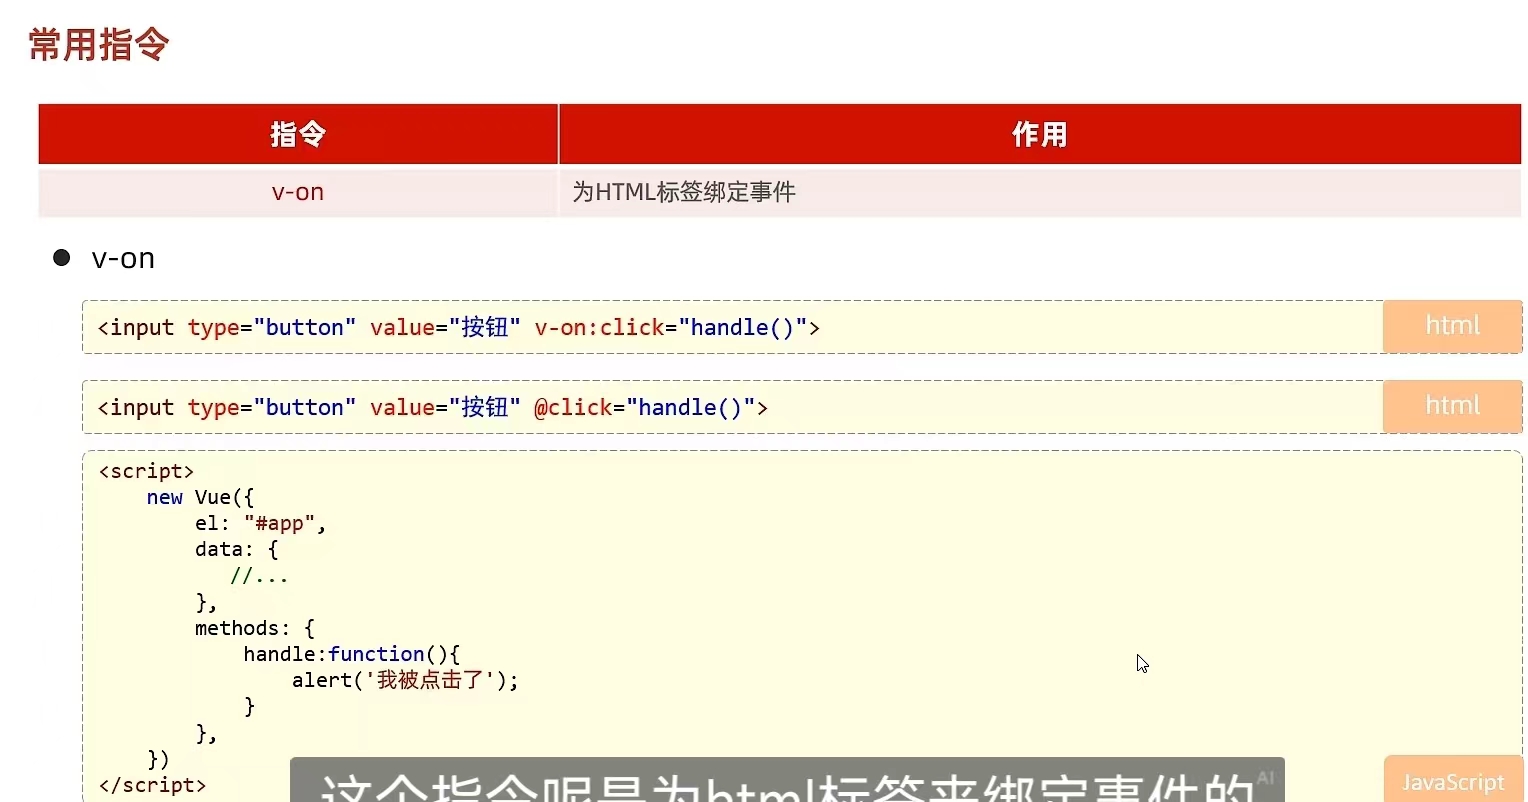 常用指令
指令 作用
v-on 为HTML标签绑定事件
● v-on
<input type="button" value="按钮" v-on:click="handle()">
html
<input type="button" value="按钮" @click="handle()">
html
<script>
new Vue({
el: "#app",
data: {
//...
},
methods: {
handle:function(){
alert('我被点击了');
}
},
})
</script>
JavaScript
这个指令呢是为html标签来绑定事件的
AI